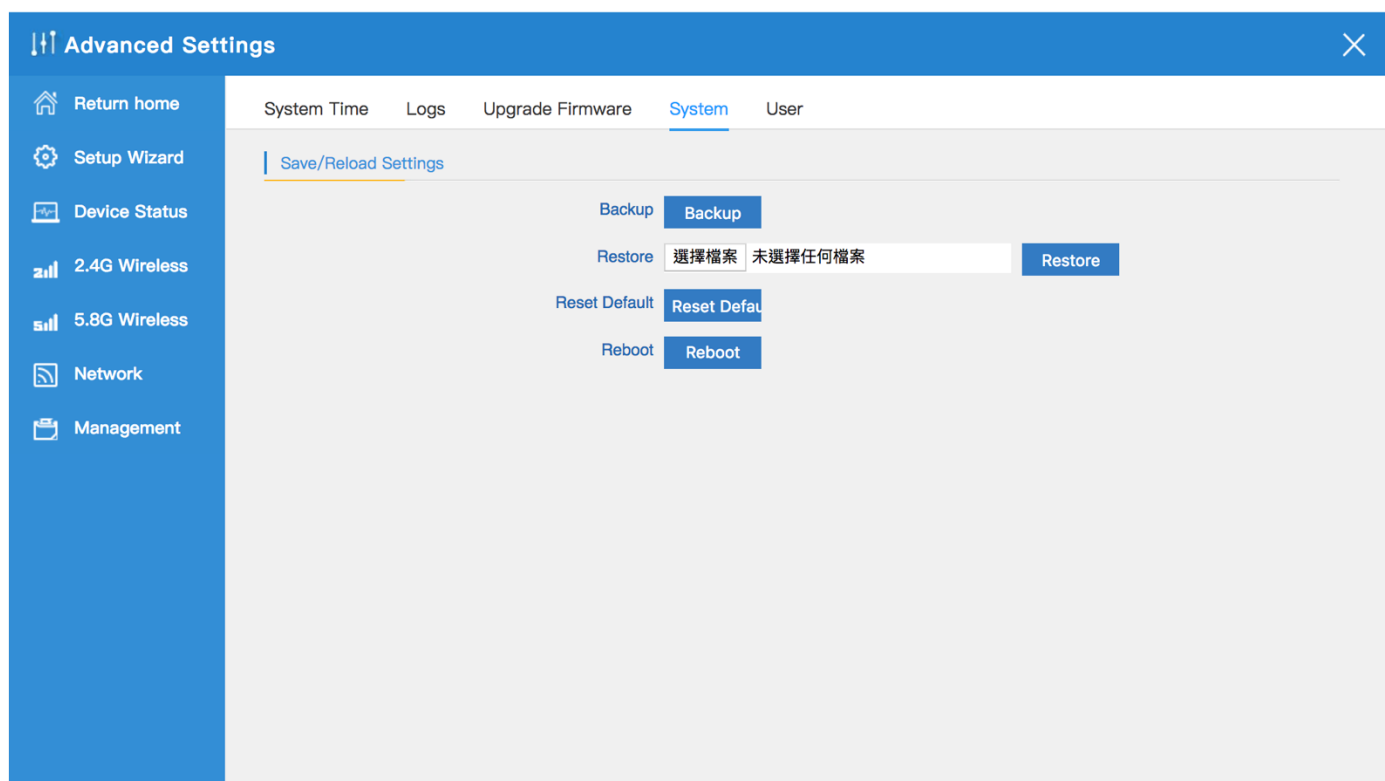 Advanced Settings
Return home
Setup Wizard
Device Status
2.4G Wireless
5.8G Wireless
Network
Management
System Time Logs Upgrade Firmware System User
Save/Reload Settings
Backup Backup
Restore 選擇檔案 未選擇任何檔案 Restore
Reset Default Reset Defau
Reboot Reboot